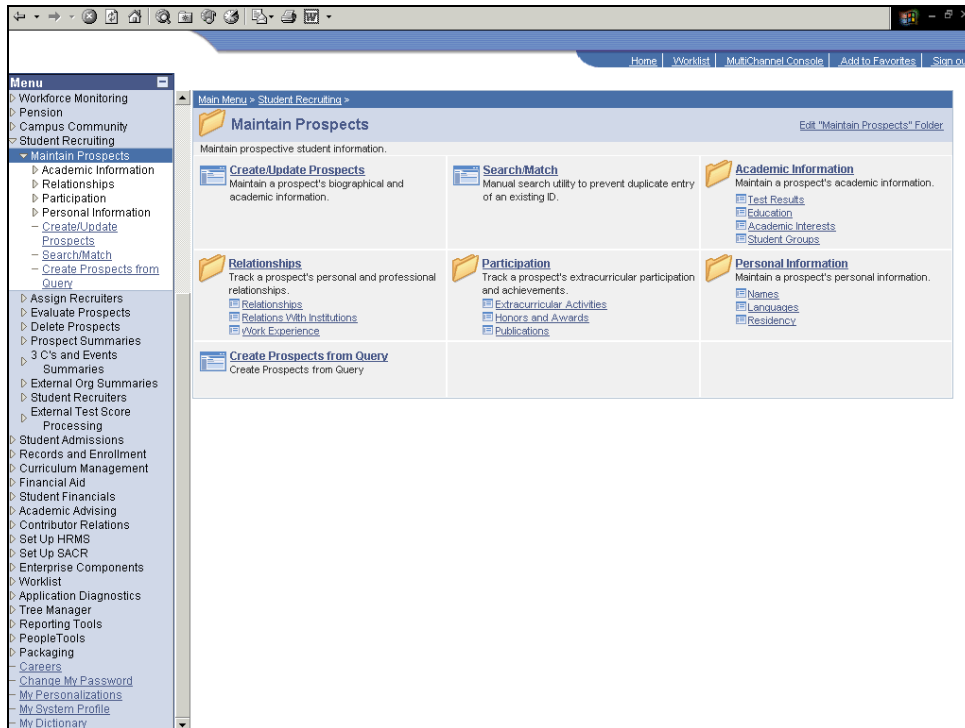 Home | Worklist | MultiChannel Console | Add to Favorites |
Menu
Workforce Monitoring
Pension
Campus Community
Student Recruiting
Maintain Prospects
Academic Information
Relationships
Participation
Personal Information
Create/Update
Prospects
Search/Match
Create Prospects from
Query
Assign Recruiters
Evaluate Prospects
Delete Prospects
Prospect Summaries
3 C's and Events
Summaries
External Org Summaries
Student Recruiters
External Test Score
Processing
Student Admissions
Records and Enrollment
Curriculum Management
Financial Aid
Student Financials
Academic Advising
Contributor Relations
Set Up HRMS
Set Up SACR
Enterprise Components
Worklist
Application Diagnostics
Tree Manager
Reporting Tools
PeopleTools
Packaging
Careers
Change My Password
My Personalizations
My System Profile
My Dictionary
Main Menu > Student Recruiting >
Maintain Prospects
Edit "Maintain Prospects" Folder
Maintain prospective student information.
Create/Update Prospects
Maintain a prospect's biographical and
academic information.
Search/Match
Manual search utility to prevent duplicate entry
of an existing ID.
Academic Information
Maintain a prospect's academic information.
Test Results
Education
Academic Interests
Student Groups
Relationships
Track a prospect's personal and professional
relationships.
Relationships
Relations With Institutions
Work Experience
Participation
Track a prospect's extracurricular participation
and achievements.
Extracurricular Activities
Honors and Awards
Publications
Personal Information
Maintain a prospect's personal information.
Names
Languages
Residency
Create Prospects from Query
Create Prospects from Query